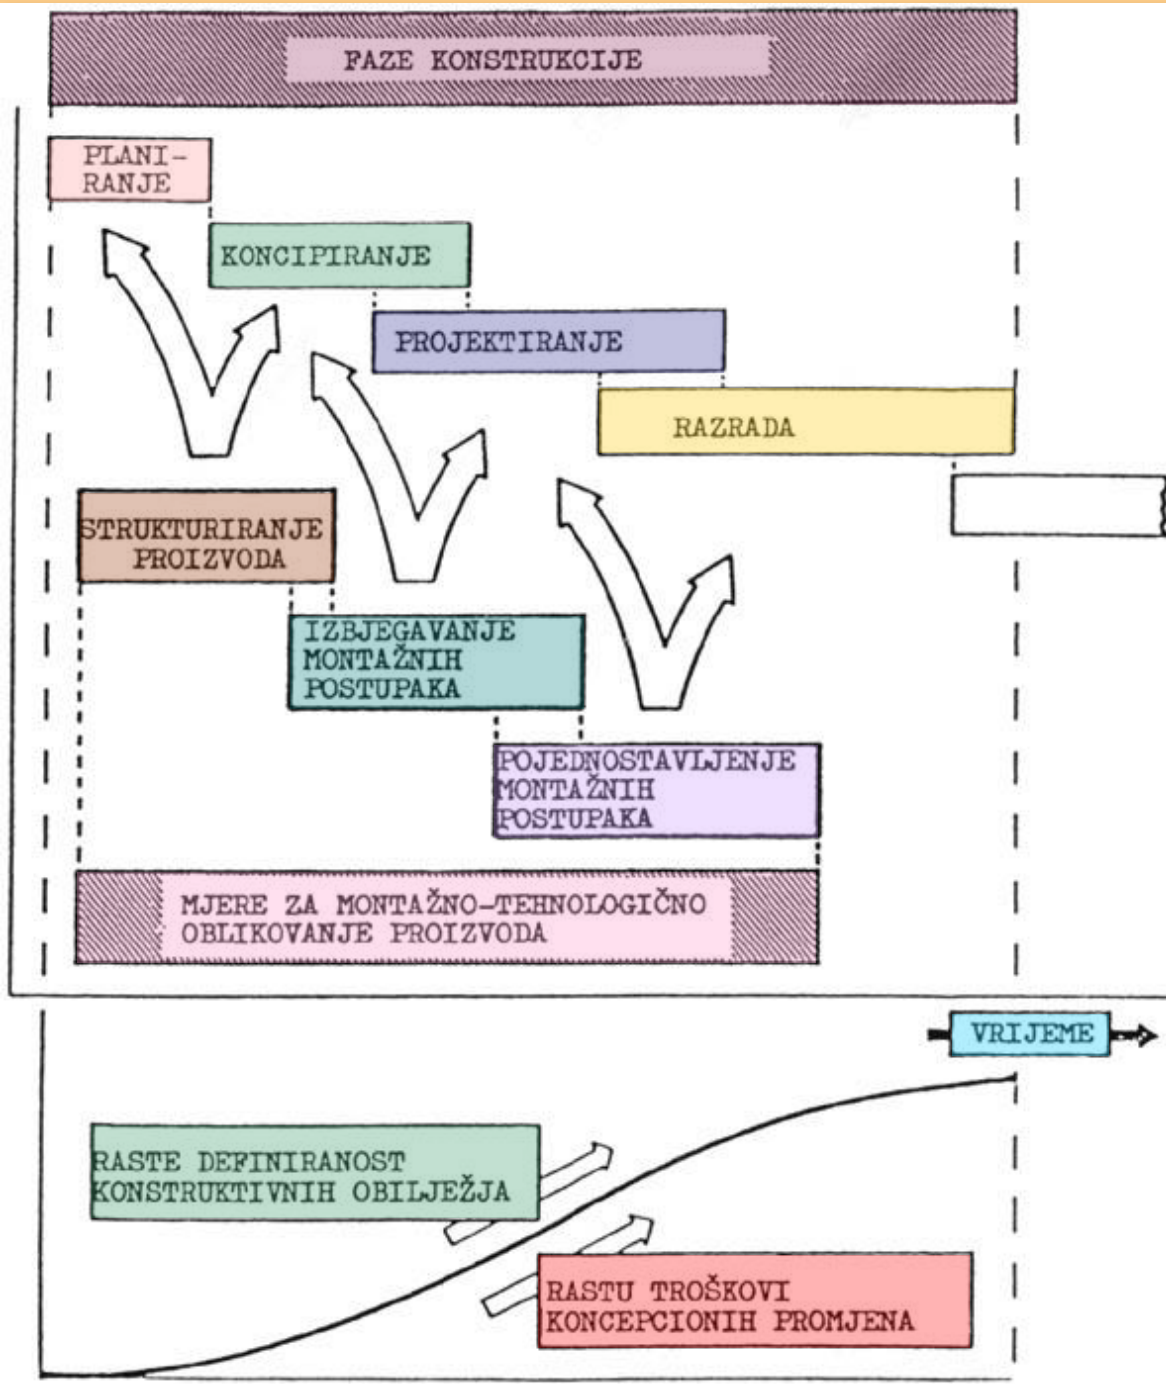 FAZE KONSTRUKCIJE
PLANI-
RANJE
KONCIPIRANJE
PROJEKTIRANJE
RAZRADA
STRUKTURIRANJE
PROIZVODA
IZBJEGAVANJE
MONTAŽNIH
POSTUPAKA
POJEDNOSTAVLJENJE
MONTAŽNIH
POSTUPAKA
MJERE ZA MONTAŽNO-TEHNOLOGIČNO
OBLIKOVANJE PROIZVODA
VRIJEME
RASTE DEFINIRANOST
KONSTRUKTIVNIH OBILJEŽJA
RASTU TROŠKOVI
KONCEPCIONIH PROMJENA